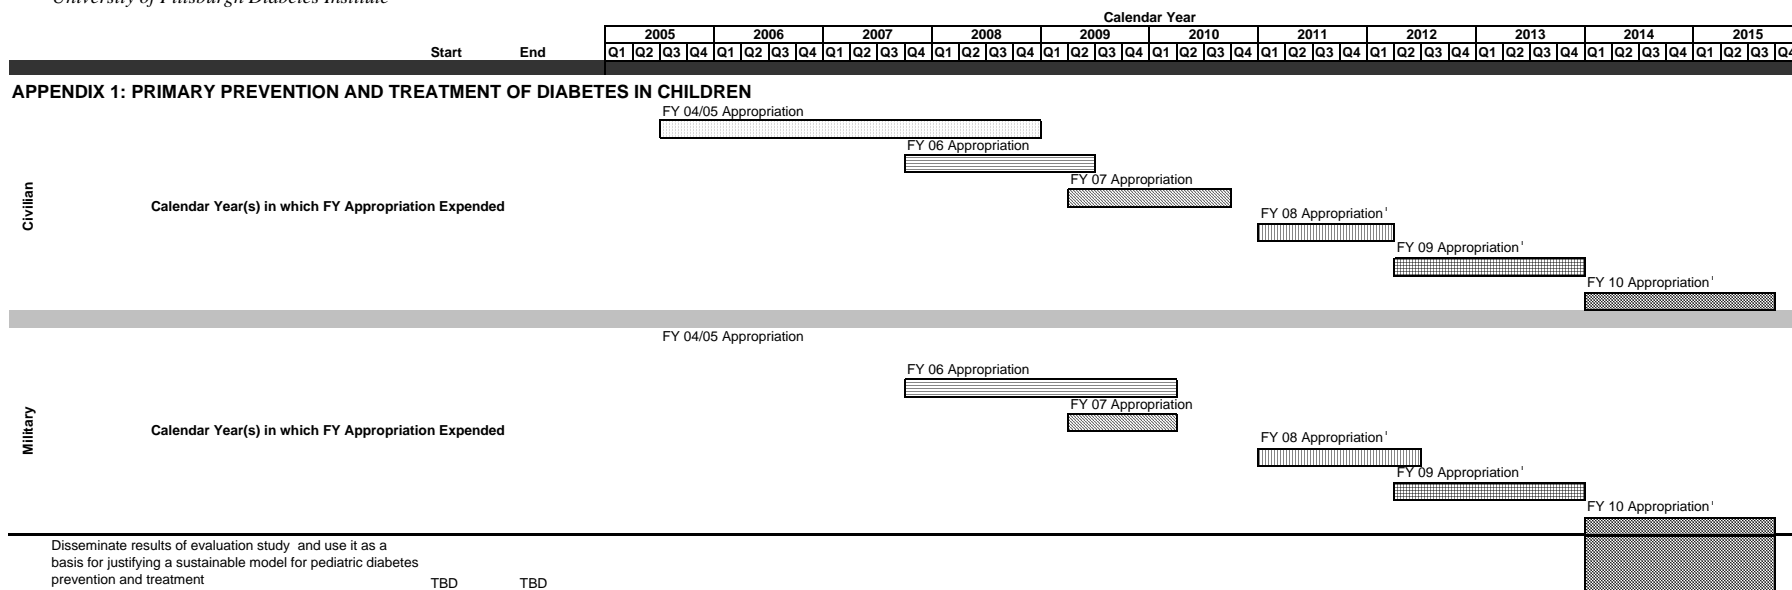 University of Pittsburgh Diabetes Institute
Calendar Year
2005 2006 2007 2008 2009 2010 2011 2012 2013 2014 2015
Start End Q1 Q2 Q3 Q4 Q1 Q2 Q3 Q4 Q1 Q2 Q3 Q4 Q1 Q2 Q3 Q4 Q1 Q2 Q3 Q4 Q1 Q2 Q3 Q4 Q1 Q2 Q3 Q4 Q1 Q2 Q3 Q4 Q1 Q2 Q3 Q4 Q1 Q2 Q3 Q4 Q1 Q2 Q3 Q4
APPENDIX 1: PRIMARY PREVENTION AND TREATMENT OF DIABETES IN CHILDREN
FY 04/05 Appropriation
FY 06 Appropriation
FY 07 Appropriation
Civilian
Calendar Year(s) in which FY Appropriation Expended
FY 08 Appropriation
FY 09 Appropriation
FY 10 Appropriation
FY 04/05 Appropriation
FY 06 Appropriation
FY 07 Appropriation
Military
Calendar Year(s) in which FY Appropriation Expended
FY 08 Appropriation
FY 09 Appropriation
FY 10 Appropriation
Disseminate results of evaluation study and use it as a
basis for justifying a sustainable model for pediatric diabetes
prevention and treatment TBD TBD